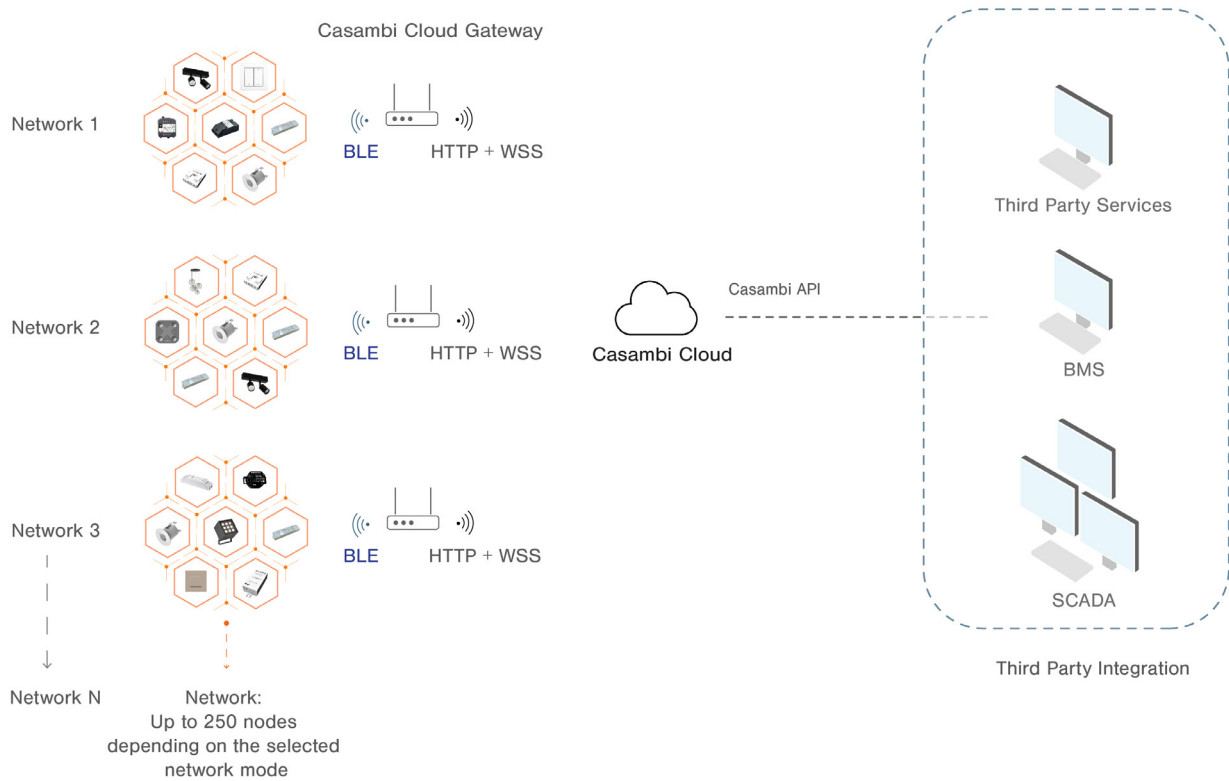 Casambi Cloud Gateway
Network 1
BLE
HTTP + WSS
Third Party Services
Network 2
BLE
HTTP + WSS
Casambi Cloud
Casambi API
BMS
Network 3
BLE
HTTP + WSS
SCADA
Third Party Integration
Network N
Network:
Up to 250 nodes
depending on the selected
network mode